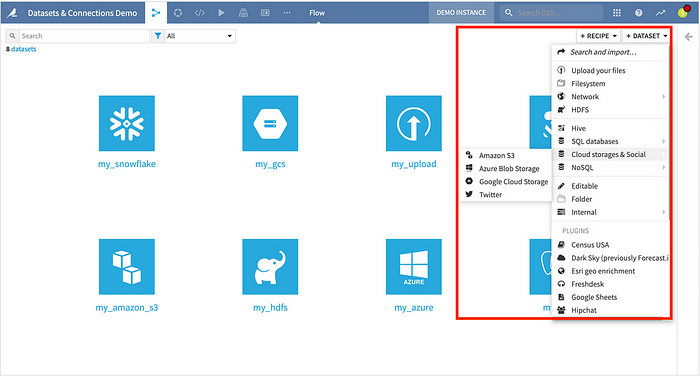 Datasets & Connections Demo
Flow
DEMO INSTANCE
Search DSS...
Search
All
+ RECIPE
+ DATASET
8 datasets
Search and import...
Upload your files
Filesystem
Network
HDFS
Hive
SQL databases
Cloud storages & Social
NoSQL
Amazon S3
Azure Blob Storage
Google Cloud Storage
Twitter
Editable
Folder
Internal
PLUGINS
Census USA
Dark Sky (previously Forecast.i
Esri geo enrichment
Freshdesk
Google Sheets
Hipchat
my_snowflake
my_gcs
my_upload
AZURE
my_amazon_s3
my_hdfs
my_azure